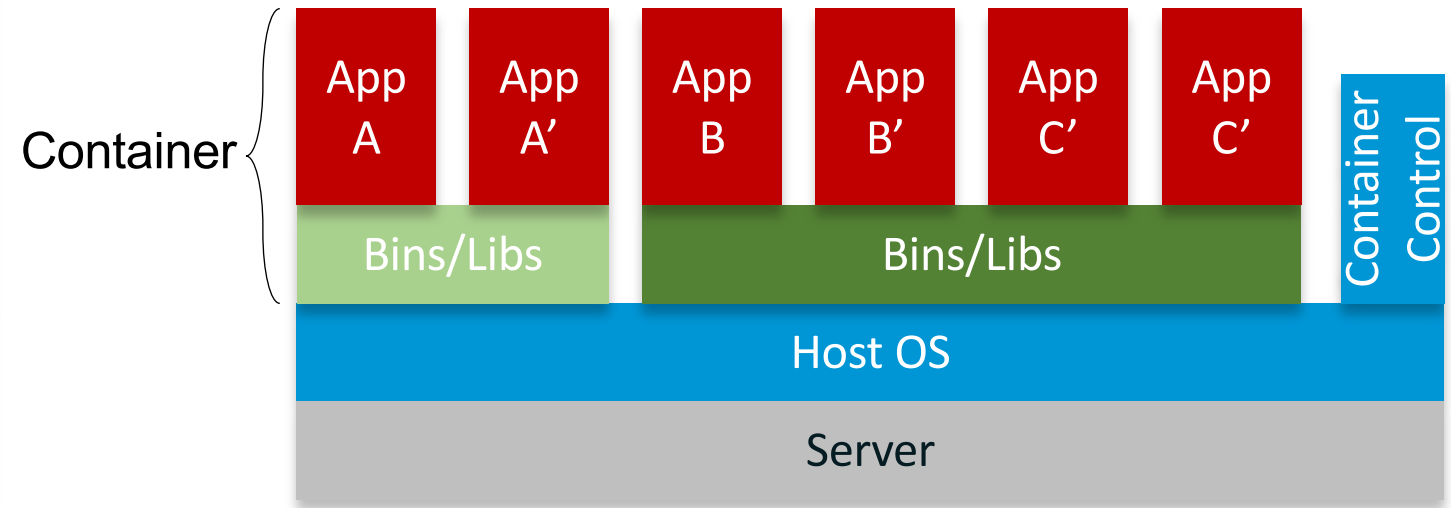 App
A
App
A’
App
B
App
B’
App
C’
App
C’
Container
Container
Control
Bins/Libs
Bins/Libs
Host OS
Server